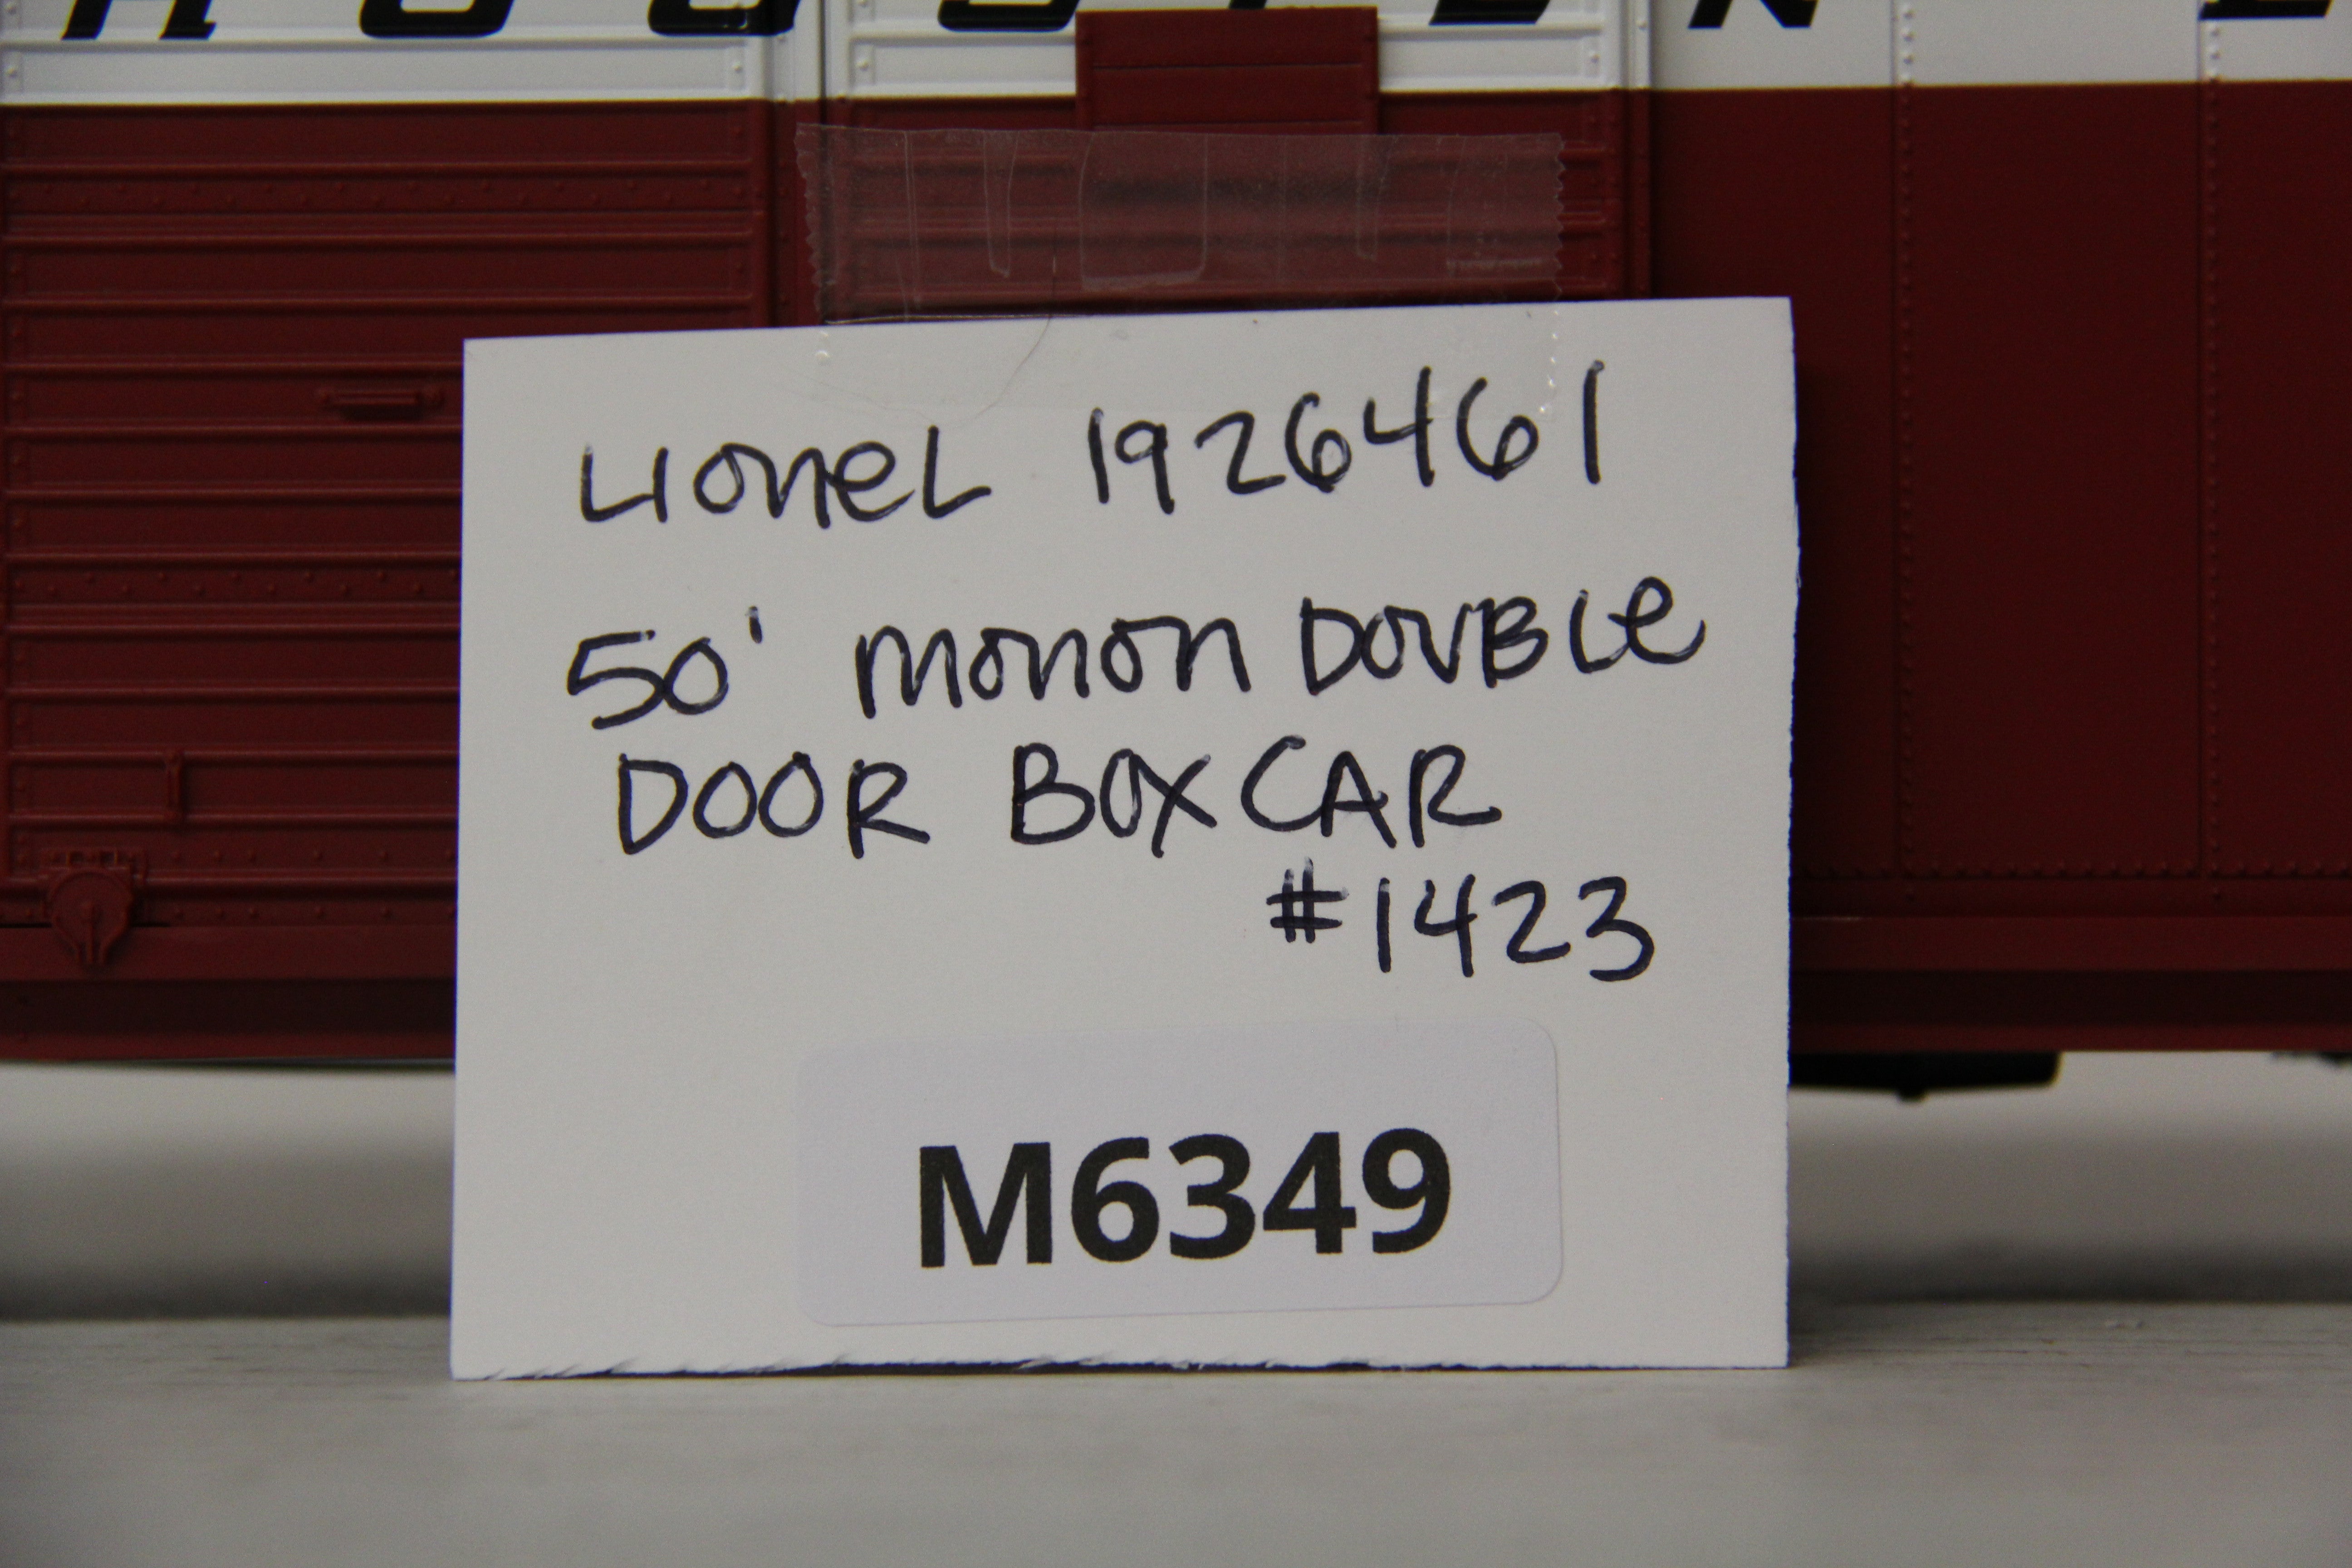 Lionel 1926461
50' monon DOUBLe
DOOR BOXCAR
#1423
M6349